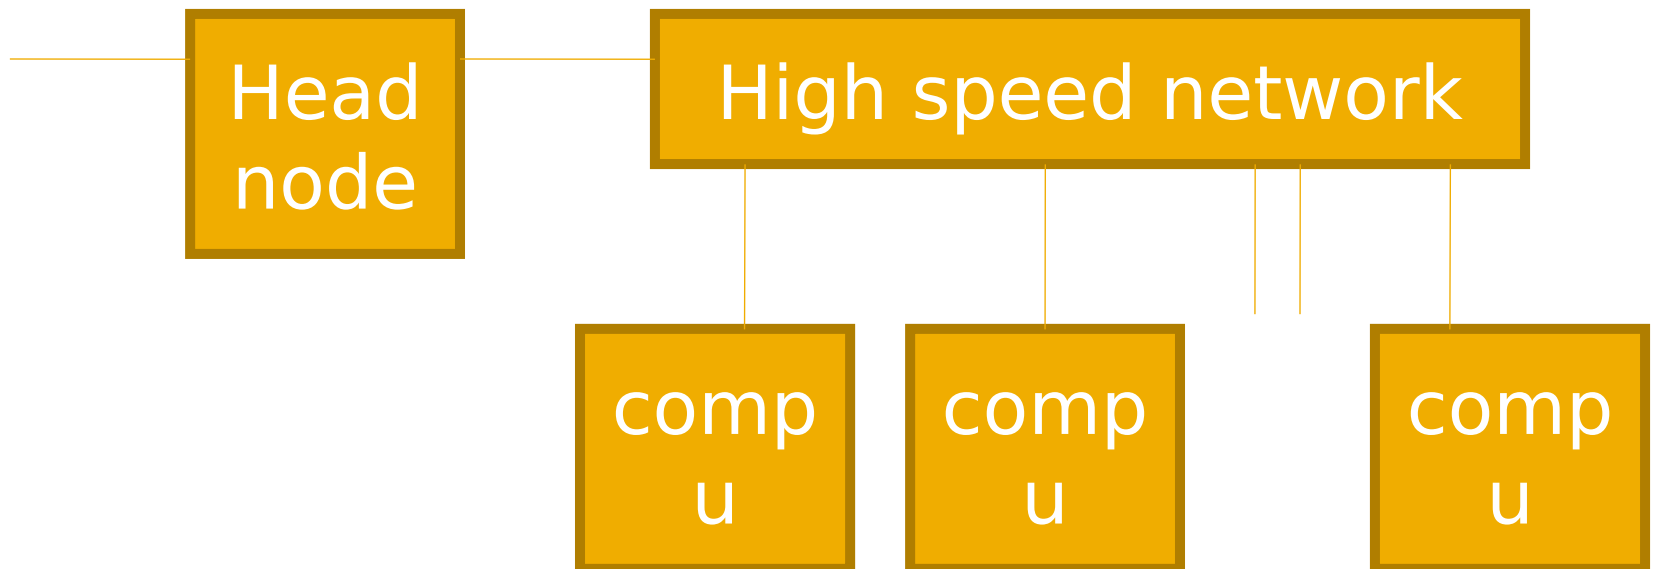 Head
node
High speed network
comp
u
comp
u
comp
u